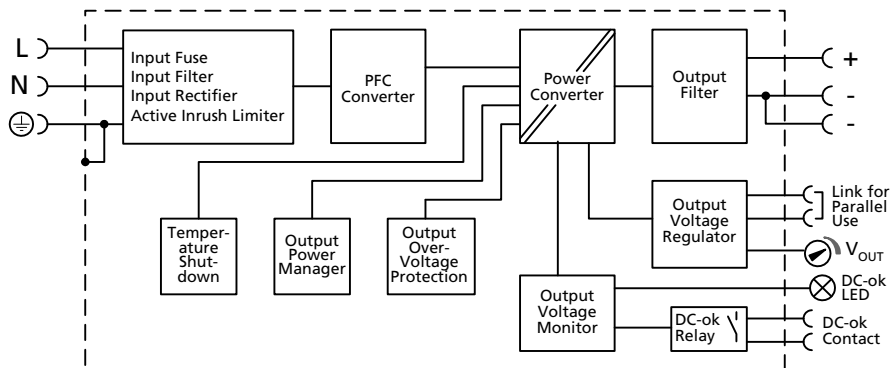 L
N
Input Fuse
Input Filter
Input Rectifier
Active Inrush Limiter
PFC
Converter
Power
Converter
Output
Filter
+
-
-
Temper-
ature
Shut-
down
Output
Power
Manager
Output
Over-
Voltage
Protection
Output
Voltage
Regulator
Link for
Parallel
Use
VOUT
Output
Voltage
Monitor
DC-ok
LED
DC-ok
Relay
DC-ok
Contact